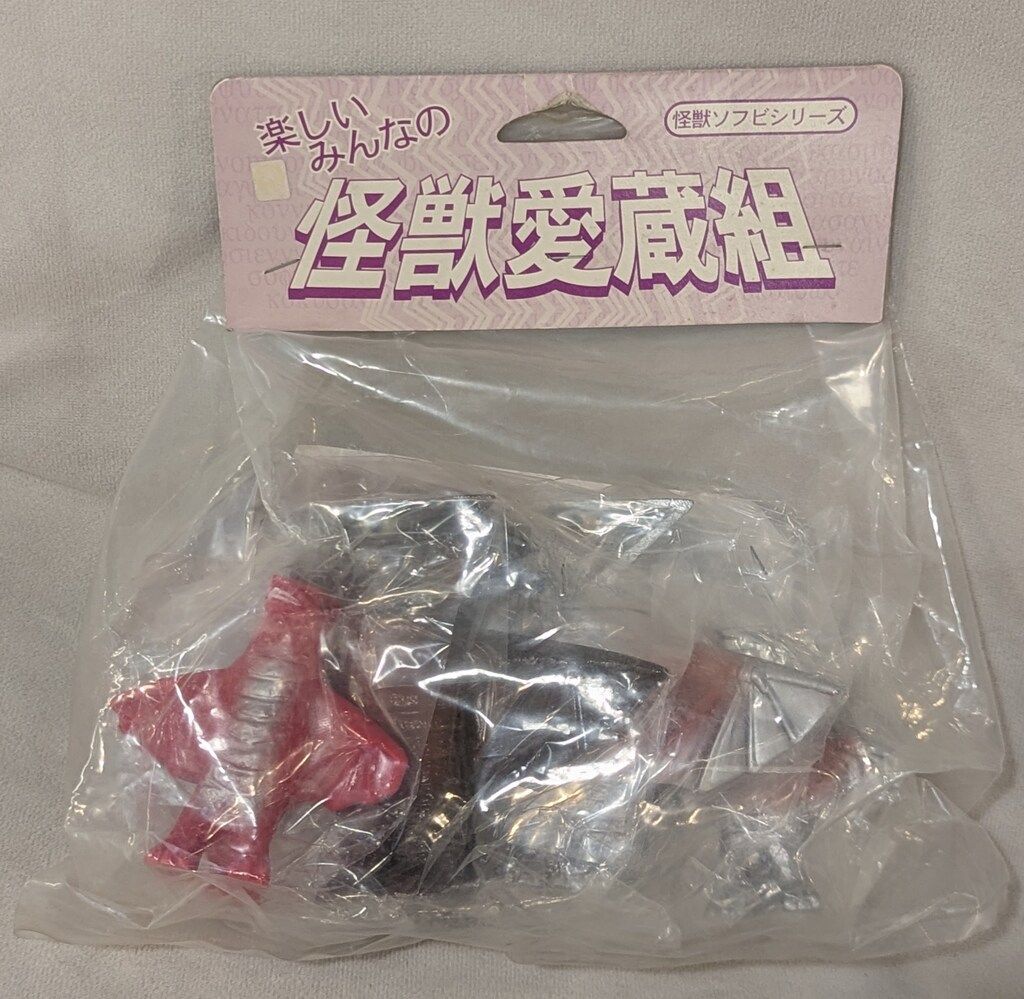 楽しい
みんなの
怪獣ソフビシリーズ
怪獣愛蔵組